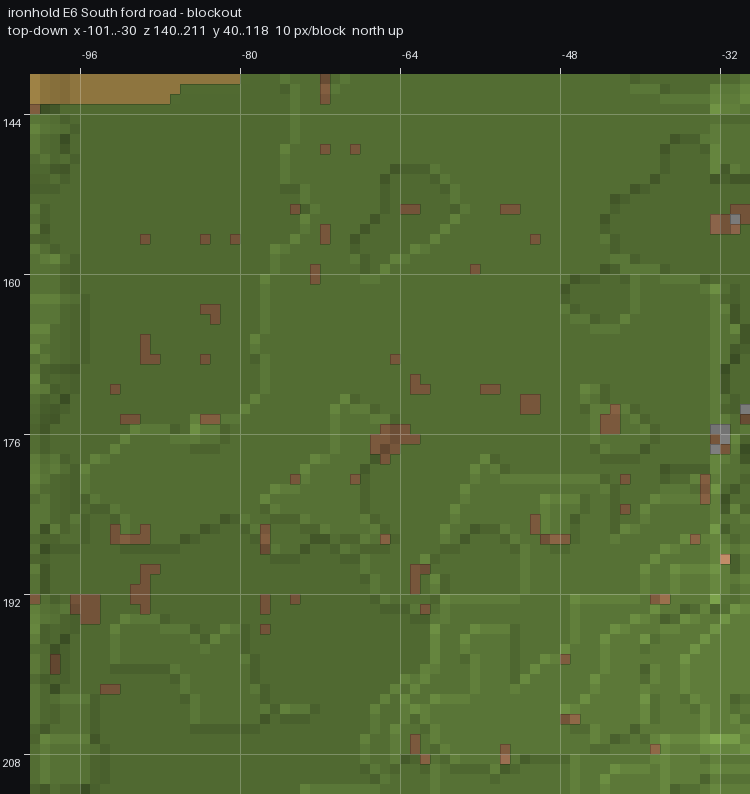 ironhold E6 South ford road - blockout
top-down  x -101..-30  z 140..211  y 40..118  10 px/block  north up
-96 -80 -64 -48 -32
144
160
176
192
208